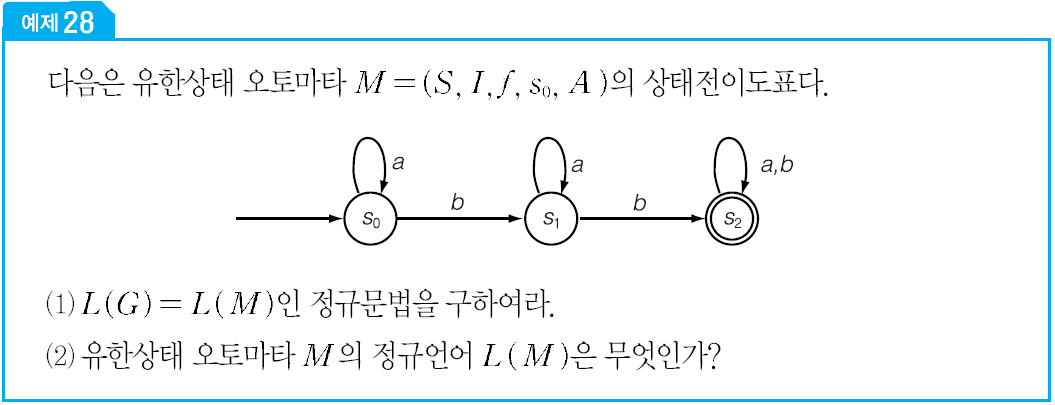 예제 28
다음은 유한상태 오토마타 M = (S, I, f, s₀, A)의 상태전이도표다.
a a a,b
s₀ b s₁ b s₂
(1) L(G) = L(M)인 정규문법을 구하여라.
(2) 유한상태 오토마타 M의 정규언어 L(M)은 무엇인가?